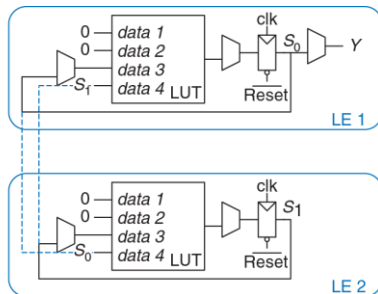 clk
0 data 1
0 data 2
data 3
S1 data 4
LUT
S0
Y
Reset
LE 1
clk
0 data 1
0 data 2
data 3
S0 data 4
LUT
S1
Reset
LE 2